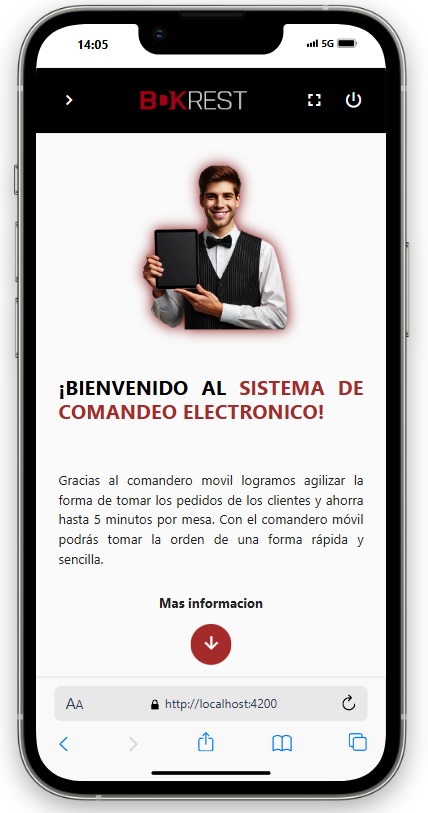 14:05
5G
BOKREST
¡BIENVENIDO AL SISTEMA DE
COMANDEO ELECTRONICO!
Gracias al comandero movil logramos agilizar la
forma de tomar los pedidos de los clientes y ahorra
hasta 5 minutos por mesa. Con el comandero móvil
podrás tomar la orden de una forma rápida y
sencilla.
Mas informacion
AA
http://localhost:4200